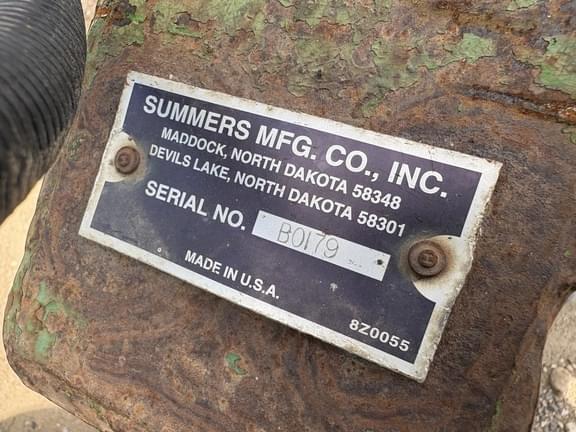 SUMMERS MFG. CO., INC.
MADDOCK, NORTH DAKOTA 58348
DEVILS LAKE, NORTH DAKOTA 58301
SERIAL NO. B0179
MADE IN U.S.A.
8Z0055